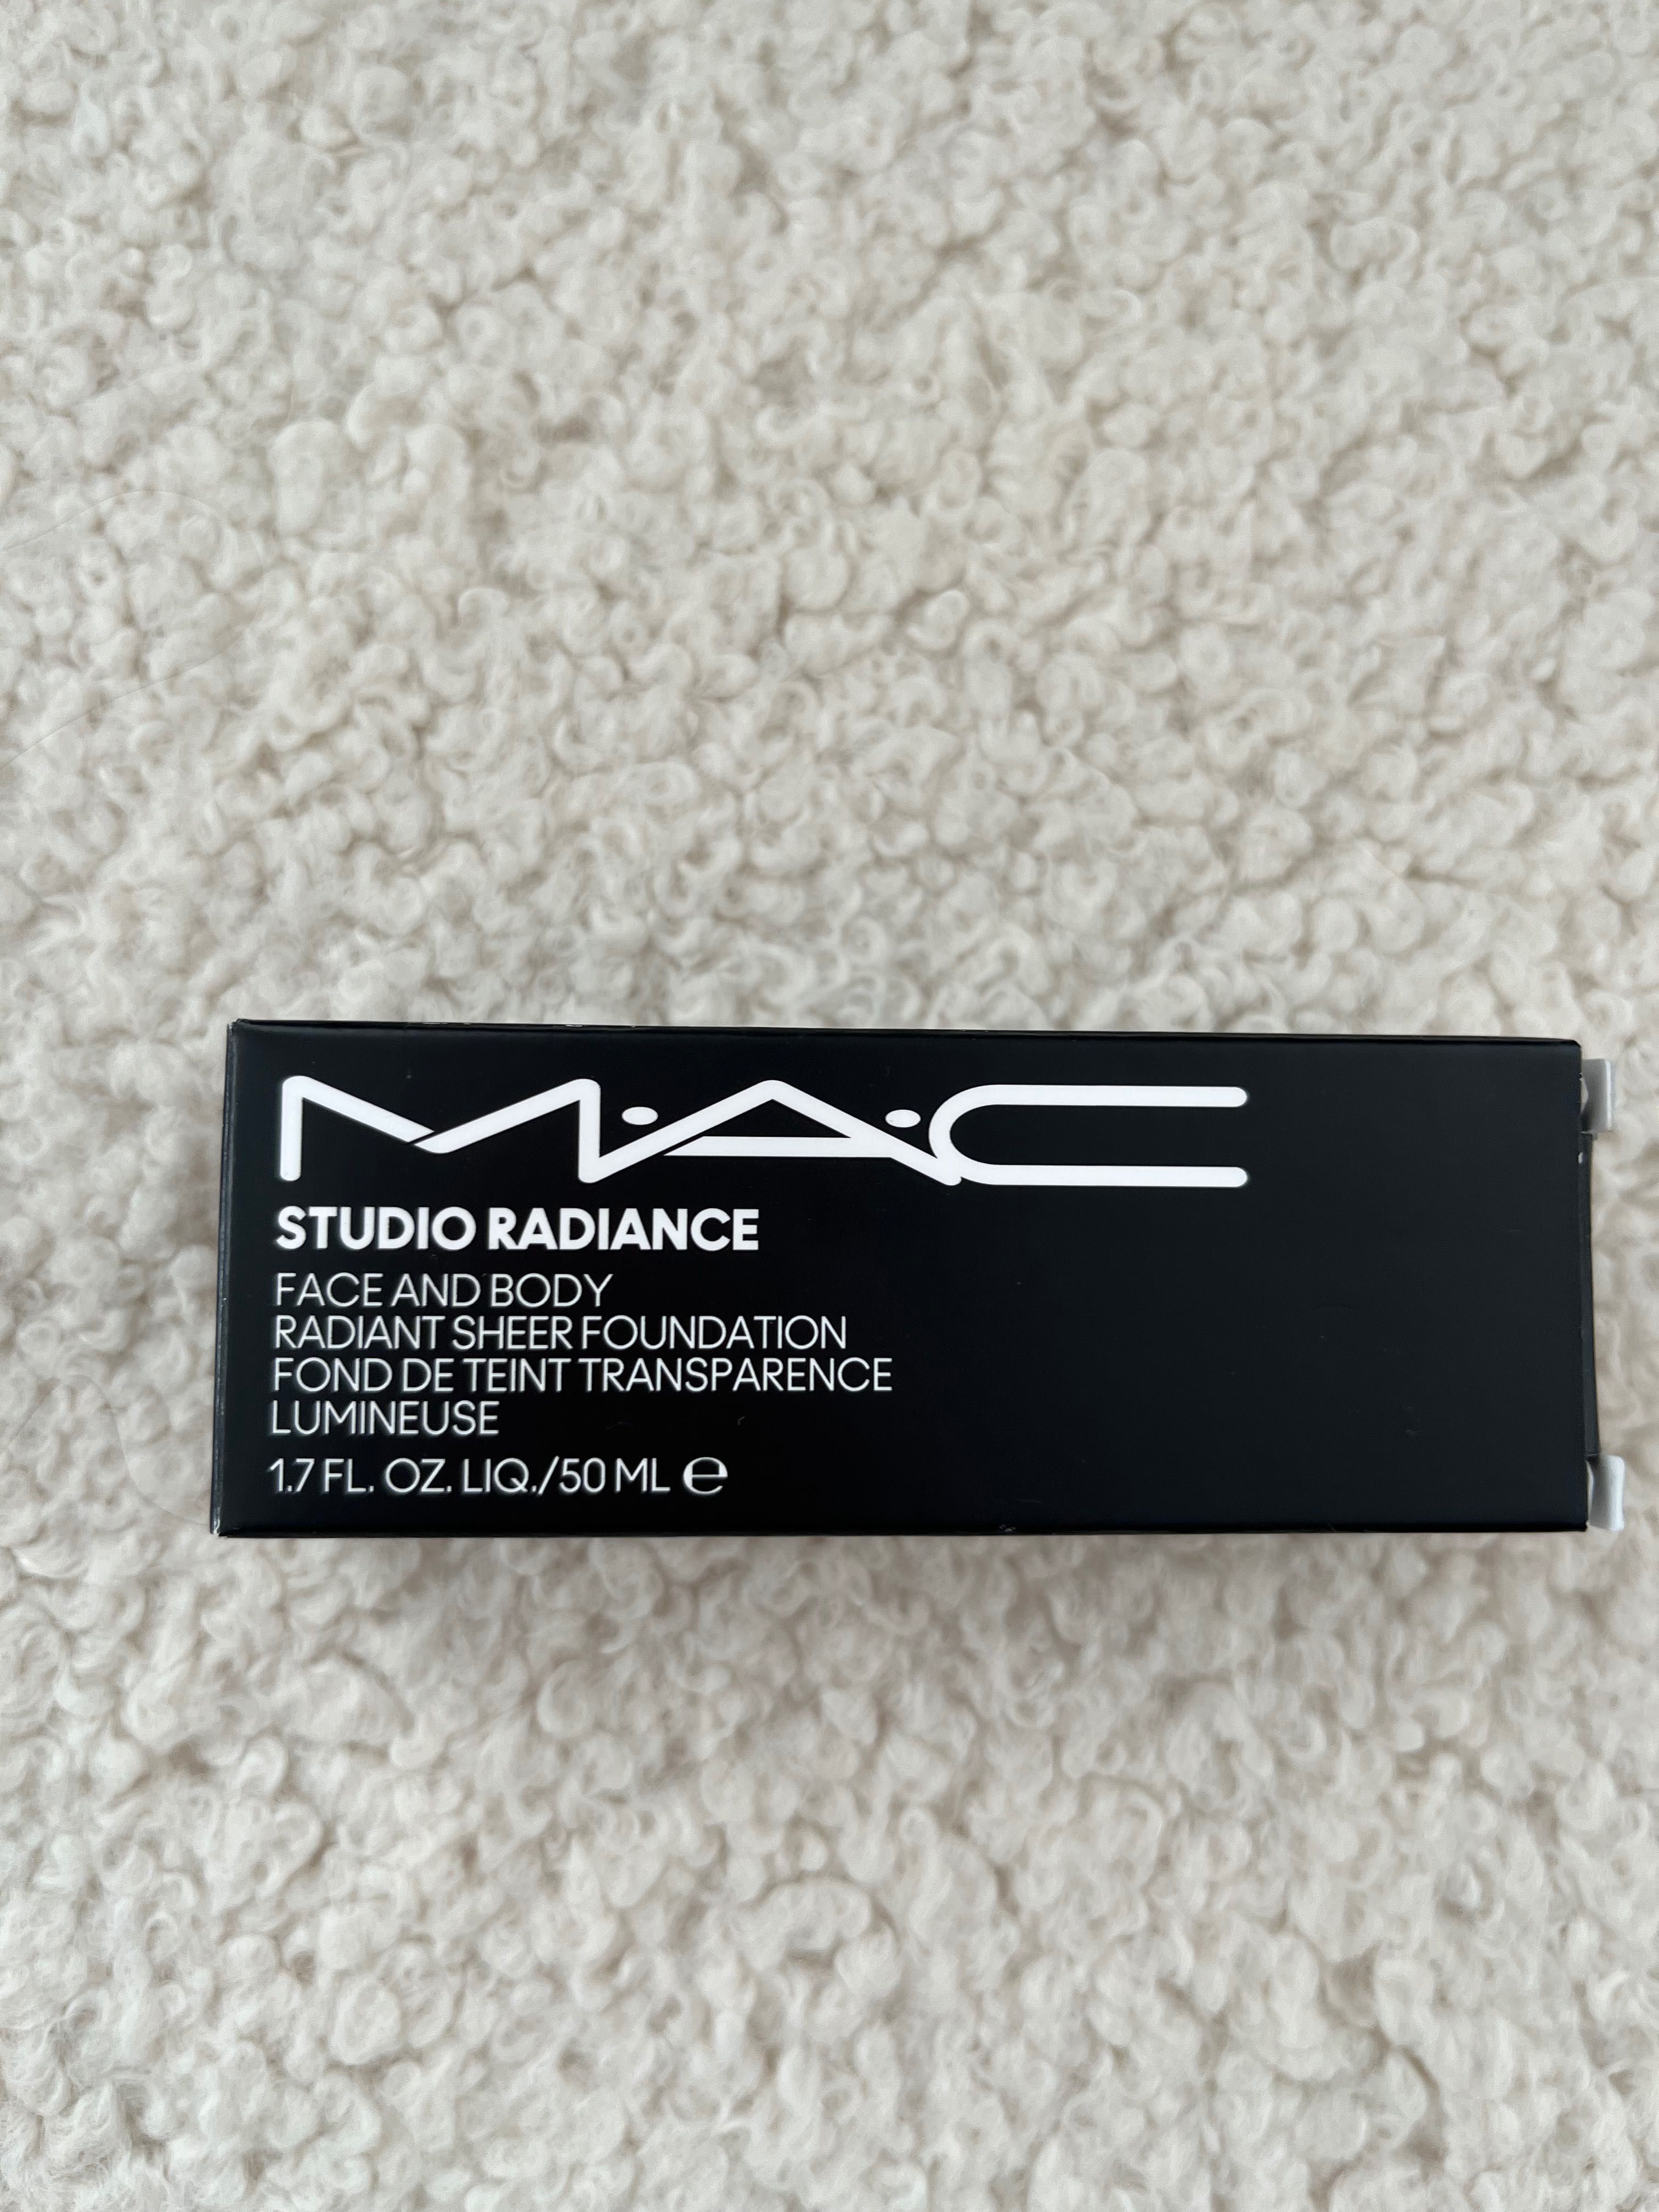 M·A·C
STUDIO RADIANCE
FACE AND BODY
RADIANT SHEER FOUNDATION
FOND DE TEINT TRANSPARENCE
LUMINEUSE
1.7 FL. OZ. LIQ./50 ML ℮